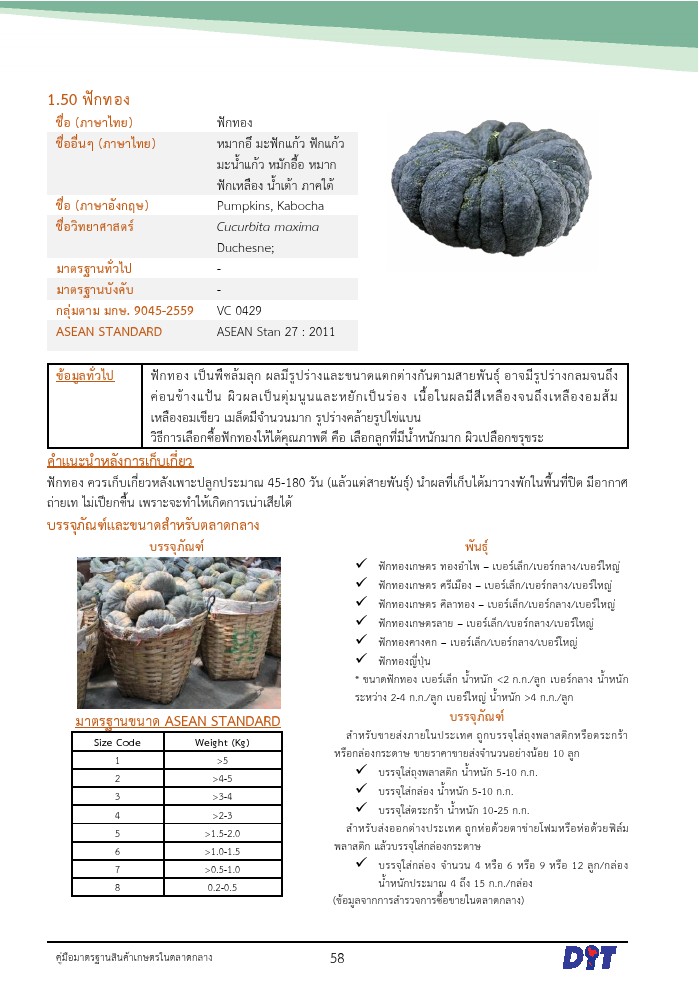 1.50 ฟักทอง
ชื่อ (ภาษาไทย) ฟักทอง
ชื่ออื่นๆ (ภาษาไทย) หมากอึ มะฟักแก้ว ฟักแก้ว
มะน้ำแก้ว หมักอื้อ หมาก
ฟักเหลือง น้ำเต้า ภาคใต้
ชื่อ (ภาษาอังกฤษ) Pumpkins, Kabocha
ชื่อวิทยาศาสตร์ Cucurbita maxima
Duchesne;
มาตรฐานทั่วไป -
มาตรฐานบังคับ -
กลุ่มตาม มกษ. 9045-2559 VC 0429
ASEAN STANDARD ASEAN Stan 27 : 2011
ข้อมูลทั่วไป ฟักทอง เป็นพืชล้มลุก ผลมีรูปร่างและขนาดแตกต่างกันตามสายพันธุ์ อาจมีรูปร่างกลมจนถึง
ค่อนข้างแป้น ผิวผลเป็นตุ่มนูนและหยักเป็นร่อง เนื้อในผลมีสีเหลืองจนถึงเหลืองอมส้ม
เหลืองอมเขียว เมล็ดมีจำนวนมาก รูปร่างคล้ายรูปไข่แบน
วิธีการเลือกซื้อฟักทองให้ได้คุณภาพดี คือ เลือกลูกที่มีน้ำหนักมาก ผิวเปลือกขรุขระ
คำแนะนำหลังการเก็บเกี่ยว
ฟักทอง ควรเก็บเกี่ยวหลังเพาะปลูกประมาณ 45-180 วัน (แล้วแต่สายพันธุ์) นำผลที่เก็บได้มาวางพักในพื้นที่ปิด มีอากาศ
ถ่ายเท ไม่เปียกชื้น เพราะจะทำให้เกิดการเน่าเสียได้
บรรจุภัณฑ์และขนาดสำหรับตลาดกลาง
บรรจุภัณฑ์
มาตรฐานขนาด ASEAN STANDARD
Size Code Weight (Kg)
1 >5
2 >4-5
3 >3-4
4 >2-3
5 >1.5-2.0
6 >1.0-1.5
7 >0.5-1.0
8 0.2-0.5
พันธุ์
✓ ฟักทองเกษตร ทองอำไพ – เบอร์เล็ก/เบอร์กลาง/เบอร์ใหญ่
✓ ฟักทองเกษตร ศรีเมือง – เบอร์เล็ก/เบอร์กลาง/เบอร์ใหญ่
✓ ฟักทองเกษตร ศิลาทอง – เบอร์เล็ก/เบอร์กลาง/เบอร์ใหญ่
✓ ฟักทองเกษตรลาย – เบอร์เล็ก/เบอร์กลาง/เบอร์ใหญ่
✓ ฟักทองคางคก – เบอร์เล็ก/เบอร์กลาง/เบอร์ใหญ่
✓ ฟักทองญี่ปุ่น
* ขนาดฟักทอง เบอร์เล็ก น้ำหนัก <2 ก.ก./ลูก เบอร์กลาง น้ำหนัก
ระหว่าง 2-4 ก.ก./ลูก เบอร์ใหญ่ น้ำหนัก >4 ก.ก./ลูก
บรรจุภัณฑ์
สำหรับขายส่งภายในประเทศ ถูกบรรจุใส่ถุงพลาสติกหรือตระกร้า
หรือกล่องกระดาษ ขายราคาขายส่งจำนวนอย่างน้อย 10 ลูก
✓ บรรจุใส่ถุงพลาสติก น้ำหนัก 5-10 ก.ก.
✓ บรรจุใส่กล่อง น้ำหนัก 5-10 ก.ก.
✓ บรรจุใส่ตระกร้า น้ำหนัก 10-25 ก.ก.
สำหรับส่งออกต่างประเทศ ถูกห่อด้วยตาข่ายโฟมหรือห่อด้วยฟิล์ม
พลาสติก แล้วบรรจุใส่กล่องกระดาษ
✓ บรรจุใส่กล่อง จำนวน 4 หรือ 6 หรือ 9 หรือ 12 ลูก/กล่อง
น้ำหนักประมาณ 4 ถึง 15 ก.ก./กล่อง
(ข้อมูลจากการสำรวจการซื้อขายในตลาดกลาง)
คู่มือมาตรฐานสินค้าเกษตรในตลาดกลาง 58 DIT